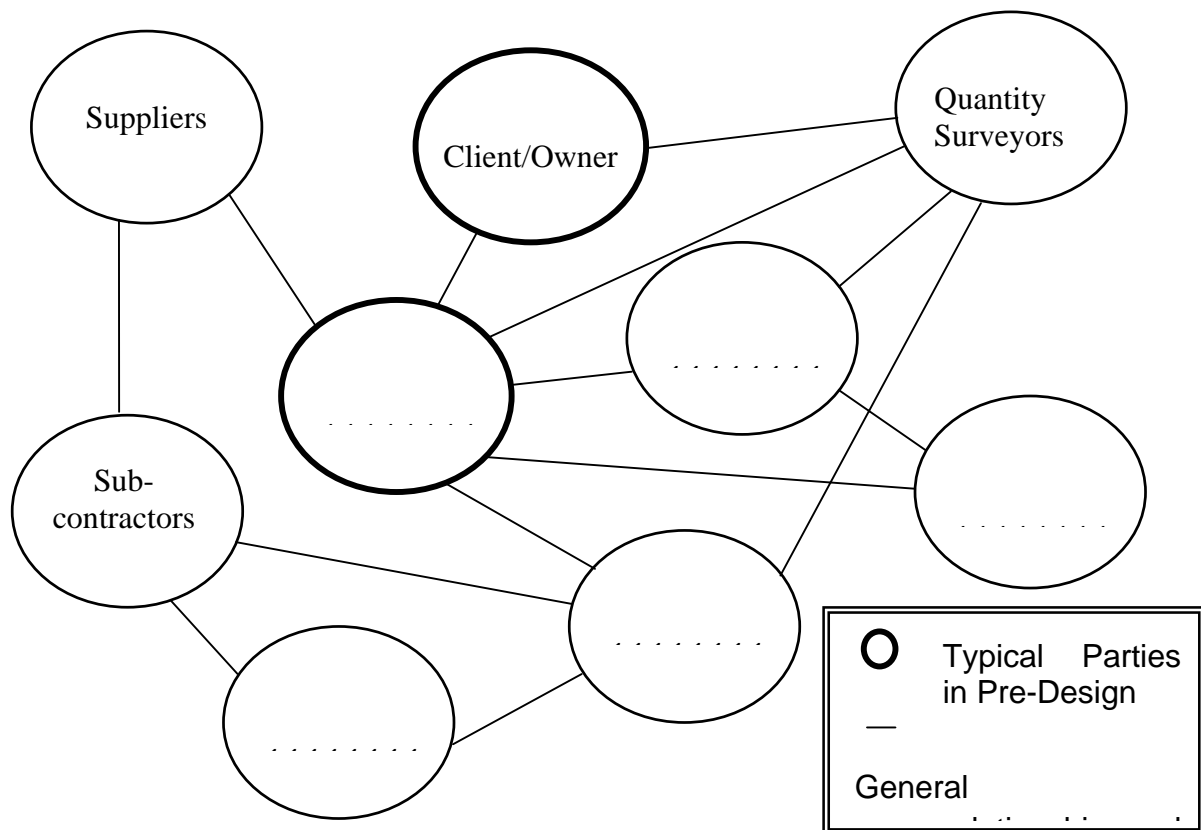 Suppliers
Client/Owner
Quantity
Surveyors
Sub-
contractors
Typical Parties
in Pre-Design
General